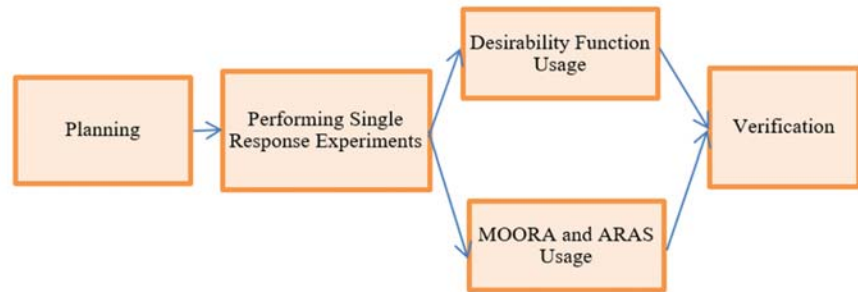 Planning
Performing Single
Response Experiments
Desirability Function
Usage
MOORA and ARAS
Usage
Verification